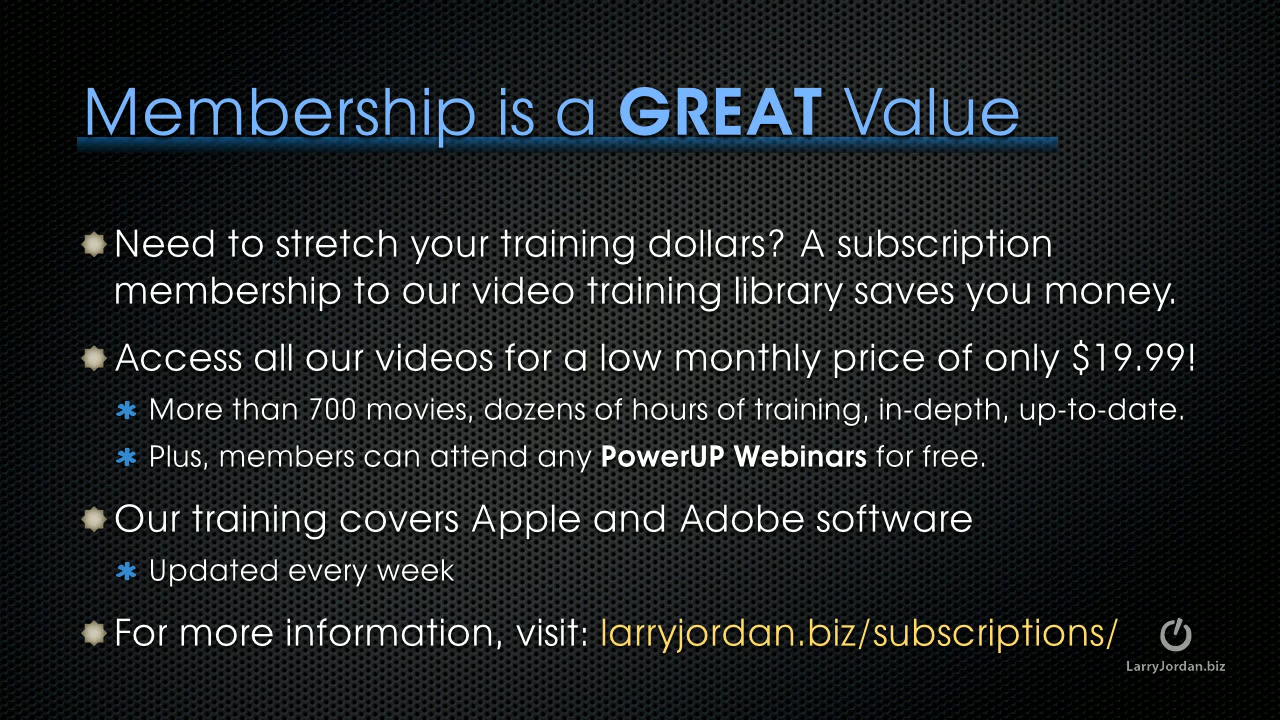 Membership is a GREAT Value
Need to stretch your training dollars? A subscription
membership to our video training library saves you money.
Access all our videos for a low monthly price of only $19.99!
More than 700 movies, dozens of hours of training, in-depth, up-to-date.
Plus, members can attend any PowerUP Webinars for free.
Our training covers Apple and Adobe software
Updated every week
For more information, visit: larryjordan.biz/subscriptions/
LarryJordan.biz